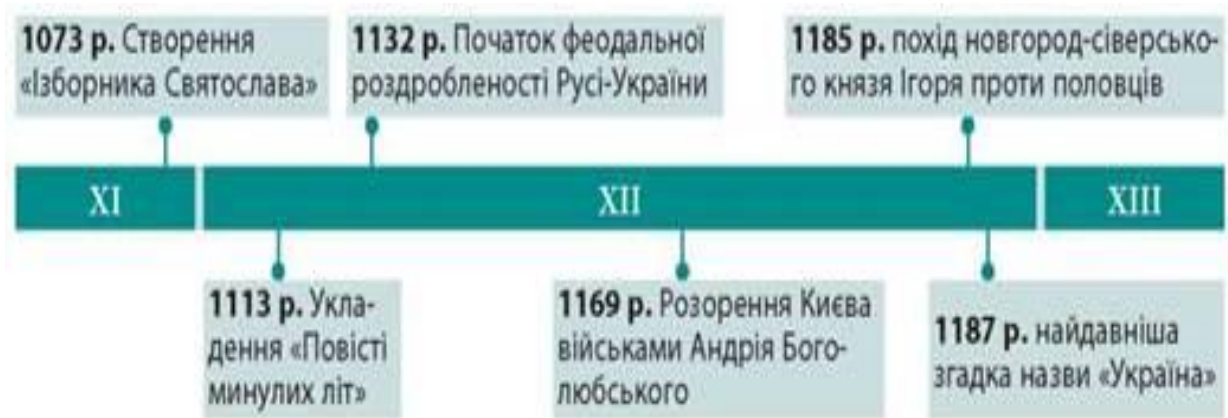 1073 р. Створення
«Ізборника Святослава»
1132 р. Початок феодальної
роздробленості Русі-України
1185 р. похід новгород-сіверсько-
го князя Ігоря проти половців
XI
XII
XIII
1113 р. Укла-
дення «Повісті
минулих літ»
1169 р. Розорення Києва
військами Андрія Бого-
любського
1187 р. найдавніша
згадка назви «Україна»